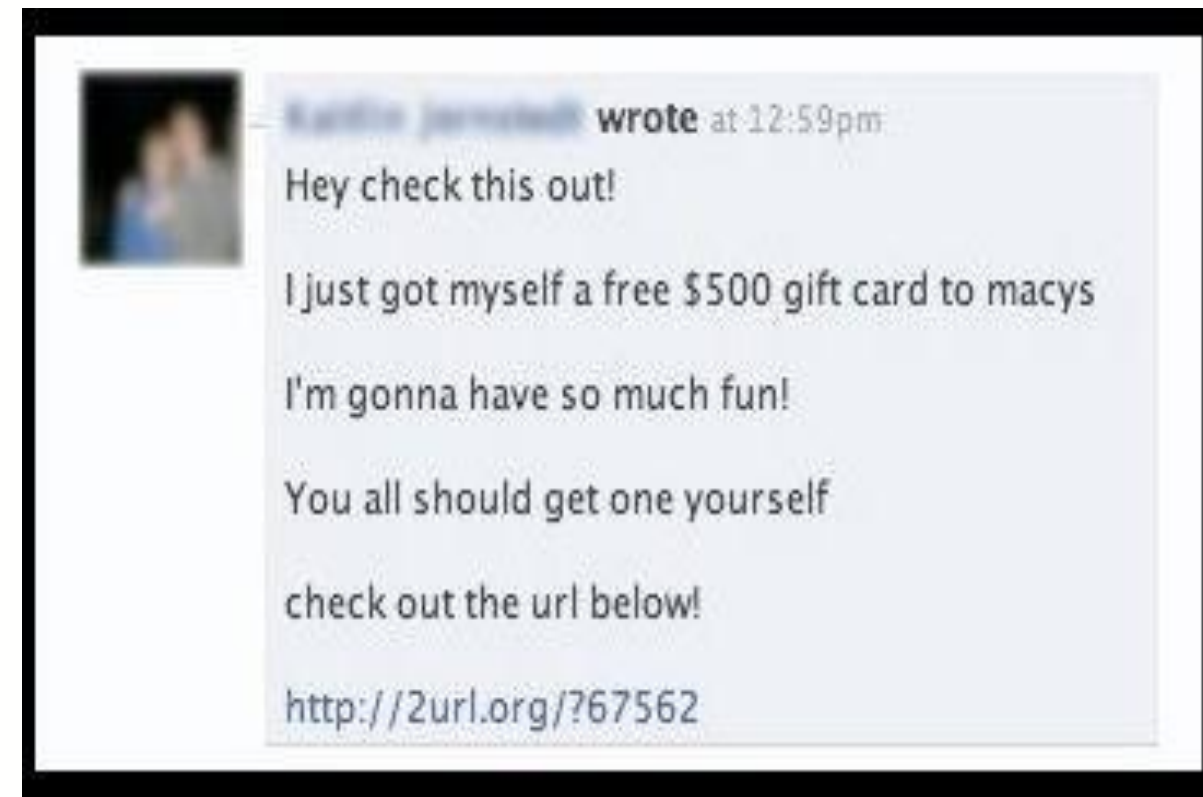 wrote at 12:59pm
Hey check this out!
I just got myself a free $500 gift card to macys
I'm gonna have so much fun!
You all should get one yourself
check out the url below!
http://2url.org/?67562